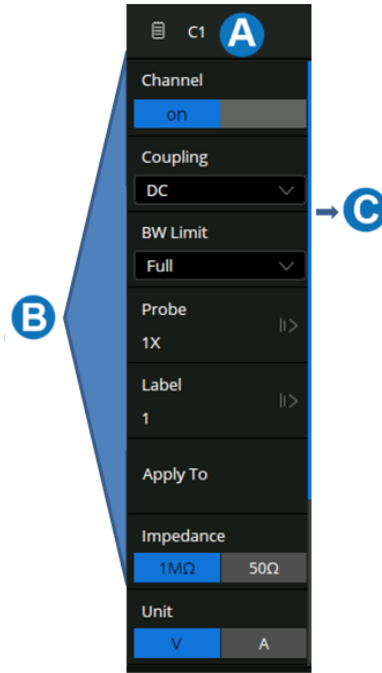 C1 A
Channel
on
Coupling
DC
C
BW Limit
Full
B
Probe
1X
Label
1
Apply To
Impedance
1MΩ 50Ω
Unit
V A